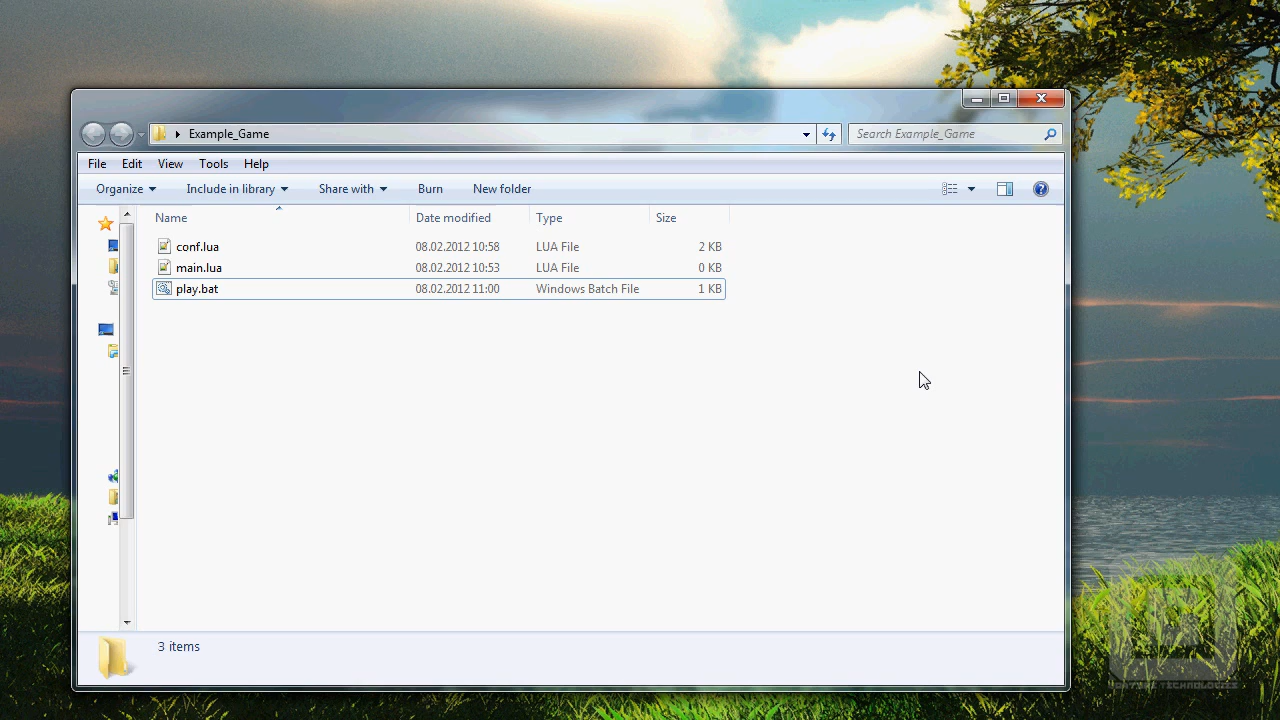 Example_Game
Search Example_Game
File Edit View Tools Help
Organize Include in library Share with Burn New folder
Name Date modified Type Size
conf.lua 08.02.2012 10:58 LUA File 2 KB
main.lua 08.02.2012 10:53 LUA File 0 KB
play.bat 08.02.2012 11:00 Windows Batch File 1 KB
3 items
TECHNOLOGIES